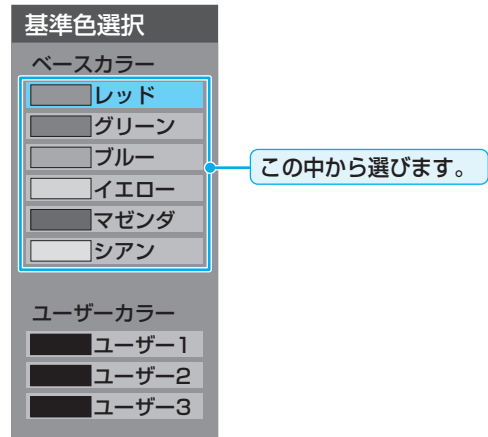 基準色選択
ベースカラー
レッド
グリーン
ブルー
イエロー
マゼンダ
シアン
この中から選びます。
ユーザーカラー
ユーザー1
ユーザー2
ユーザー3